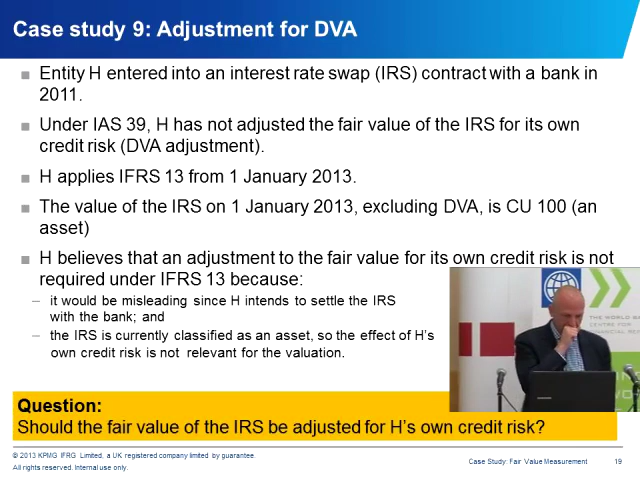 Case study 9: Adjustment for DVA
Entity H entered into an interest rate swap (IRS) contract with a bank in
2011.
Under IAS 39, H has not adjusted the fair value of the IRS for its own
credit risk (DVA adjustment).
H applies IFRS 13 from 1 January 2013.
The value of the IRS on 1 January 2013, excluding DVA, is CU 100 (an
asset)
H believes that an adjustment to the fair value for its own credit risk is not
required under IFRS 13 because:
– it would be misleading since H intends to settle the IRS
with the bank; and
– the IRS is currently classified as an asset, so the effect of H's
own credit risk is not relevant for the valuation.
THE WORLD
CENTRE FOR
FINANCIAL RE
Question:
Should the fair value of the IRS be adjusted for H's own credit risk?
© 2013 KPMG IFRG Limited, a UK registered company limited by guarantee.
All rights reserved. Internal use only.
Case Study: Fair Value Measurement 19